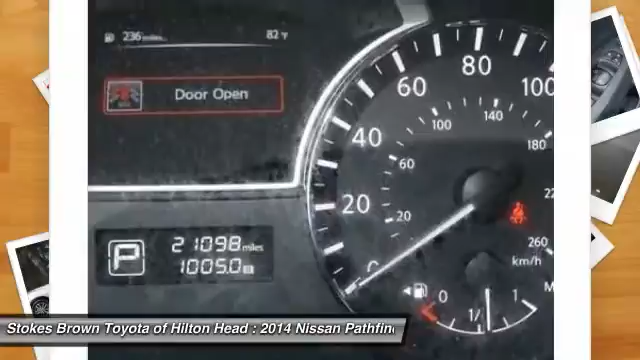 236 miles 82 °F
Door Open
P 21098 miles
1005.0
20 40 60 80 100
20 60 100 140 180 22
260
km/h
0 1/ 1
Stokes Brown Toyota of Hilton Head : 2014 Nissan Pathfin